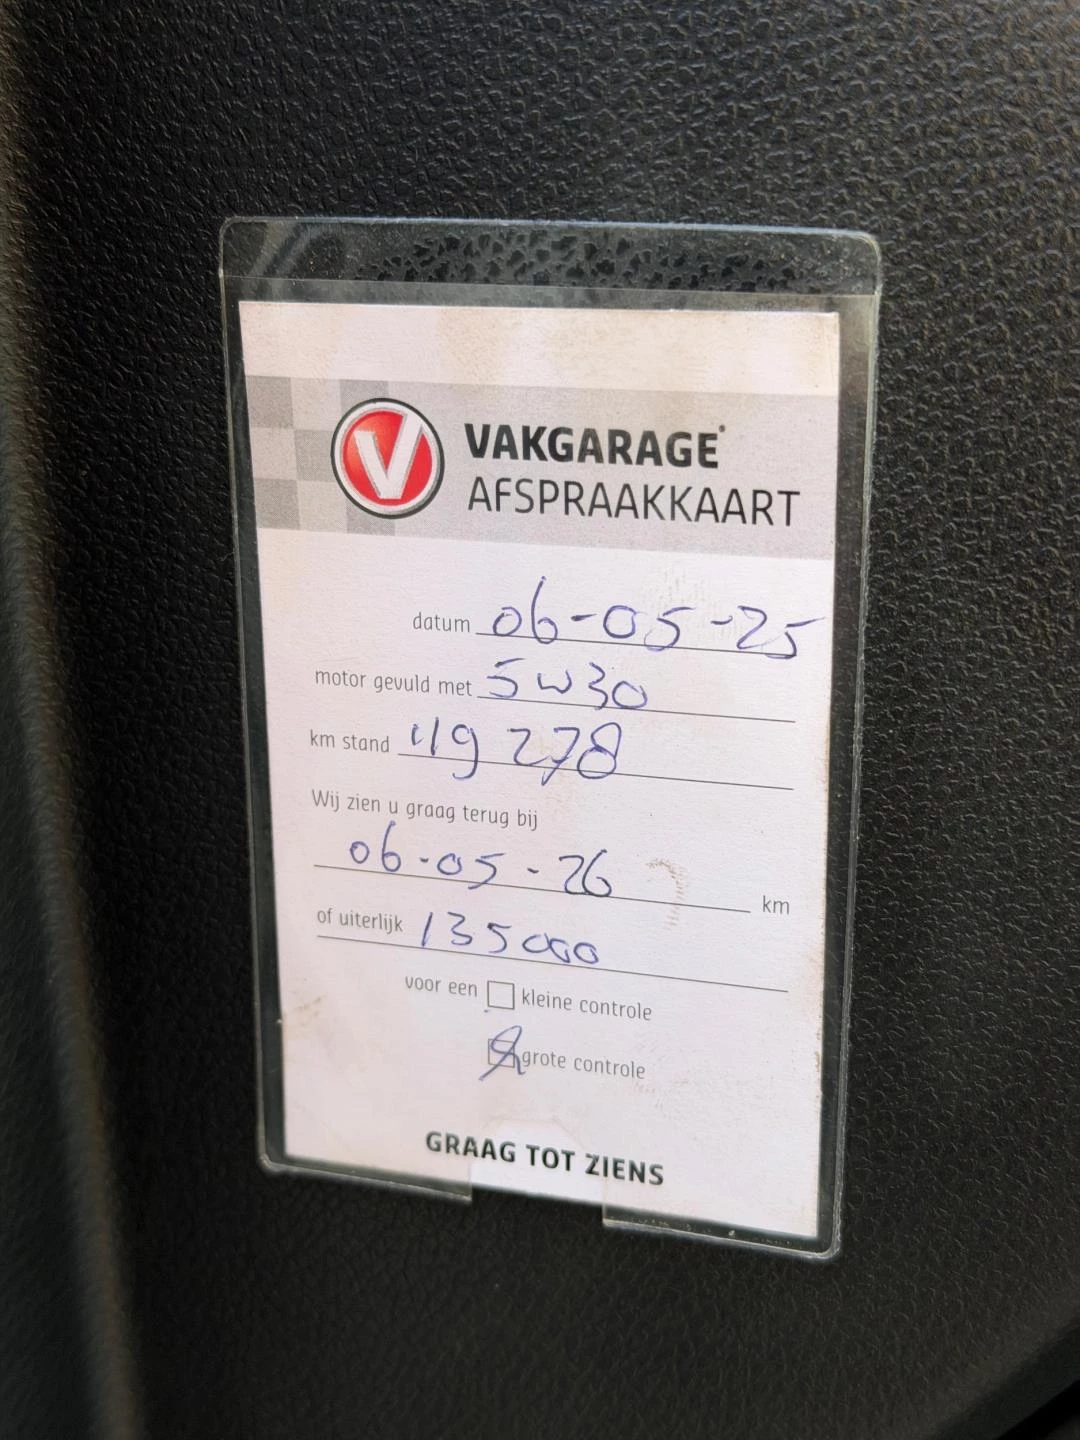 V VAKGARAGE®
AFSPRAAKKAART
datum 06-05-25
motor gevuld met 5w30
km stand 119 278
Wij zien u graag terug bij
06-05-26 km
of uiterlijk 135000
voor een kleine controle
grote controle
GRAAG TOT ZIENS